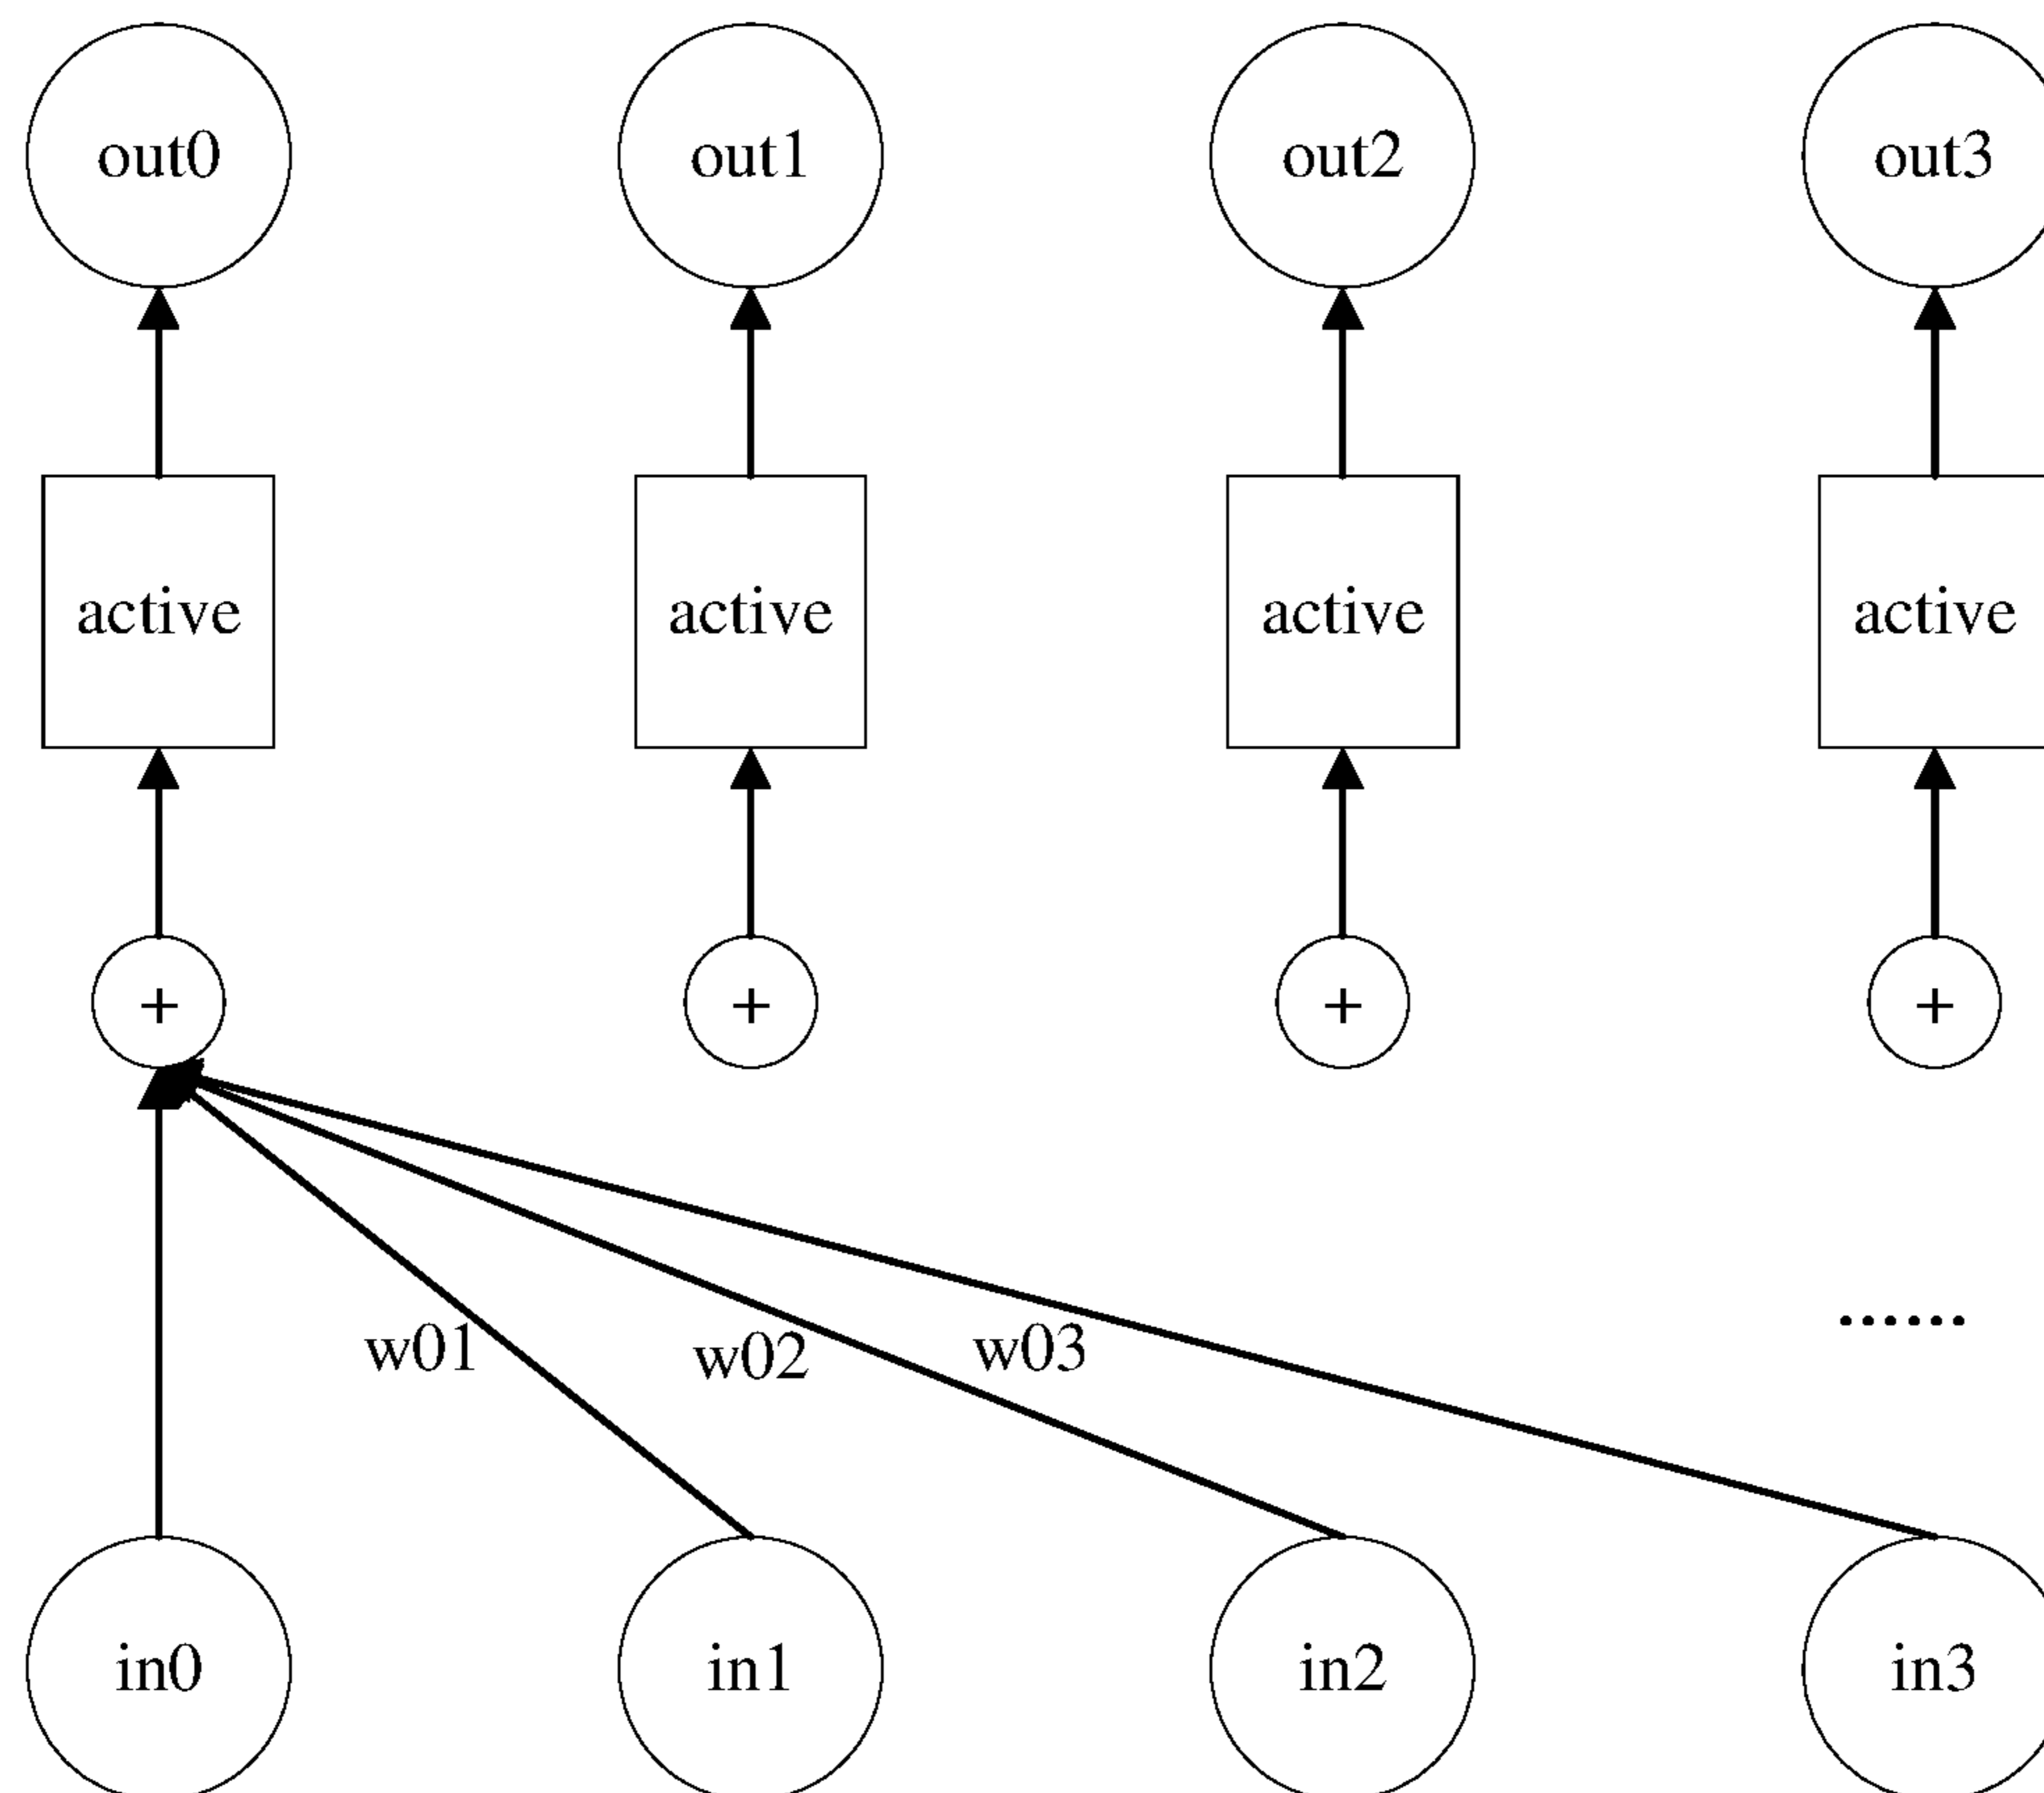 out0 out1 out2 out3
active active active active
+ + + +
......
w01 w02 w03
in0 in1 in2 in3